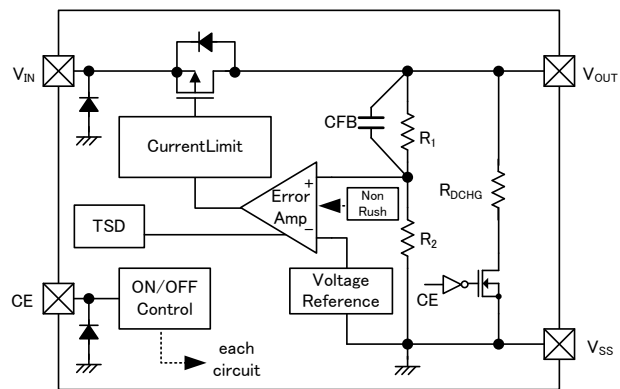 VIN
VOUT
CFB
R1
CurrentLimit
RDCHG
+
Error
Amp
−
Non
Rush
TSD
R2
CE
ON/OFF
Control
Voltage
Reference
CE
each
circuit
VSS